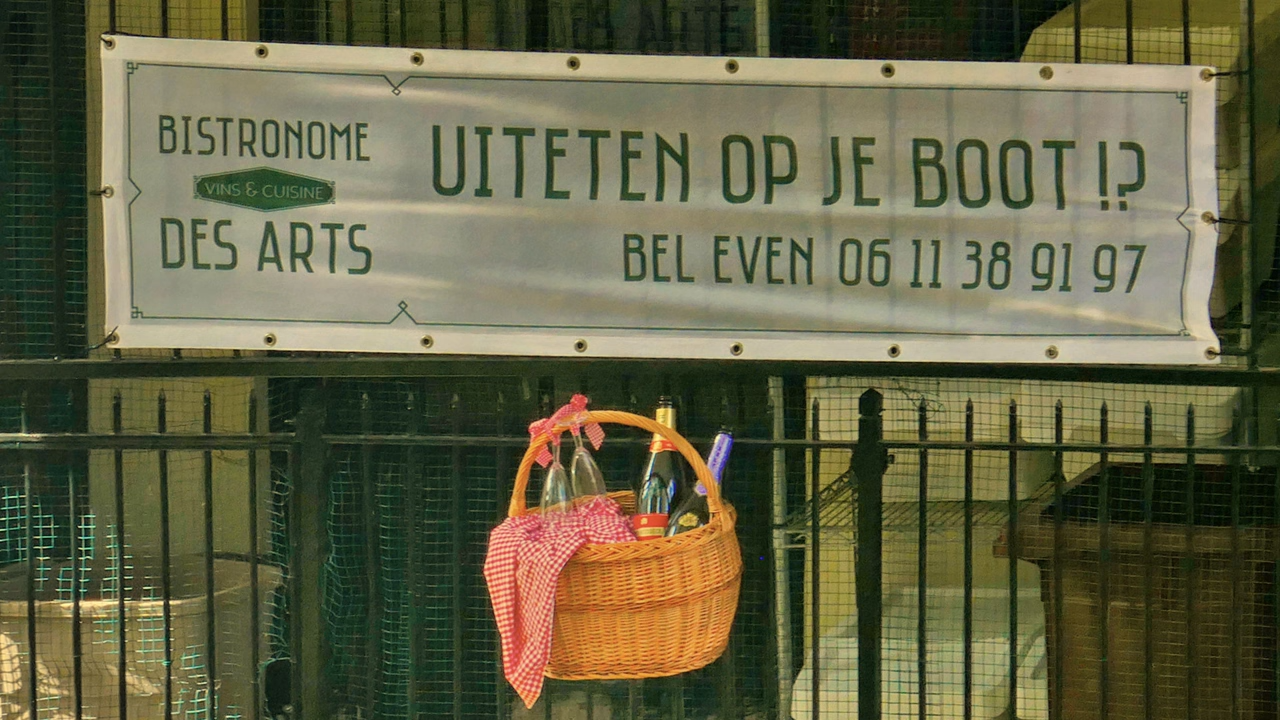 BISTRONOME
VINS & CUISINE
DES ARTS
UITETEN OP JE BOOT !?
BEL EVEN 06 11 38 91 97